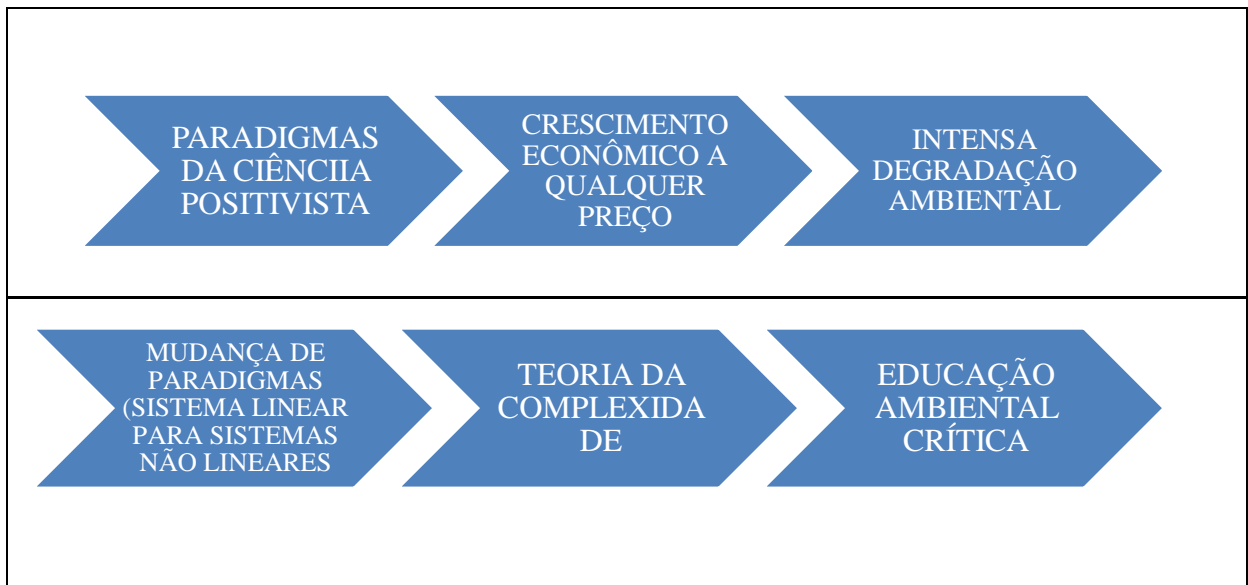 PARADIGMAS
DA CIÊNCIIA
POSITIVISTA
CRESCIMENTO
ECONÔMICO A
QUALQUER
PREÇO
INTENSA
DEGRADAÇÃO
AMBIENTAL
MUDANÇA DE
PARADIGMAS
(SISTEMA LINEAR
PARA SISTEMAS
NÃO LINEARES
TEORIA DA
COMPLEXIDA
DE
EDUCAÇÃO
AMBIENTAL
CRÍTICA